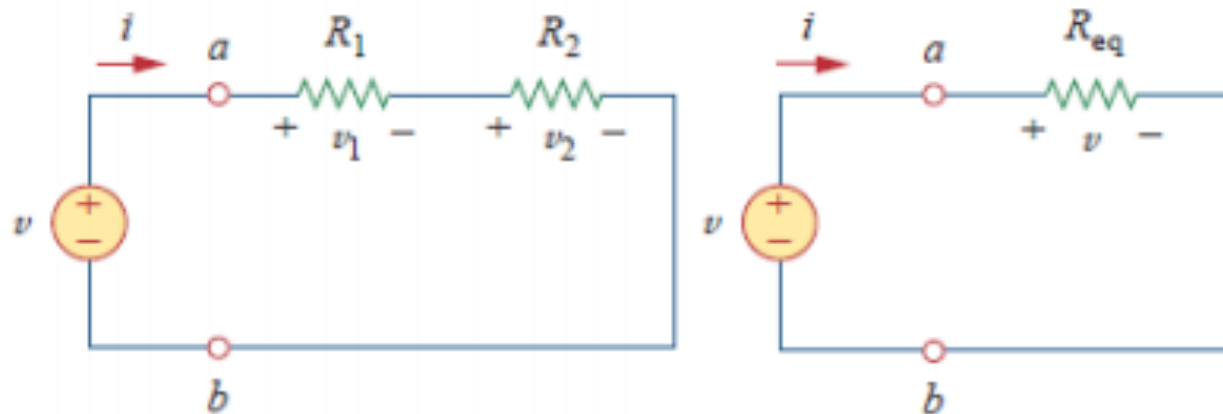 i a R1 R2
+ v1 − + v2 −
v + −
b
i a Req
+ v −
v + −
b